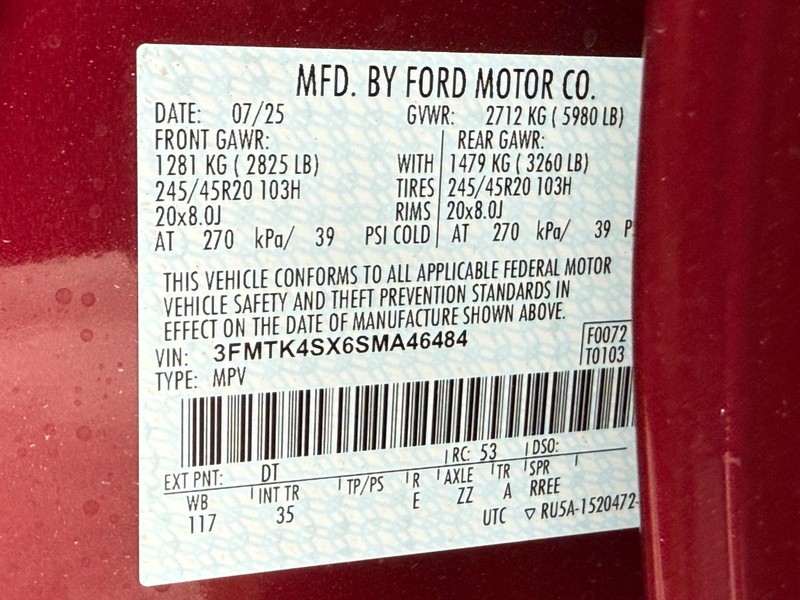 MFD. BY FORD MOTOR CO.
DATE: 07/25 GVWR: 2712 KG ( 5980 LB)
FRONT GAWR: REAR GAWR:
1281 KG ( 2825 LB) WITH 1479 KG ( 3260 LB)
245/45R20 103H TIRES 245/45R20 103H
20x8.0J RIMS 20x8.0J
AT 270 kPa/ 39 PSI COLD AT 270 kPa/ 39
THIS VEHICLE CONFORMS TO ALL APPLICABLE FEDERAL MOTOR
VEHICLE SAFETY AND THEFT PREVENTION STANDARDS IN
EFFECT ON THE DATE OF MANUFACTURE SHOWN ABOVE.
VIN: 3FMTK4SX6SMA46484 F0072
TYPE: MPV T0103
EXT PNT: DT RC: 53 DSO:
WB INT TR TP/PS R AXLE TR SPR
117 35 E ZZ A RREE
UTC ▽ RU5A-1520472-